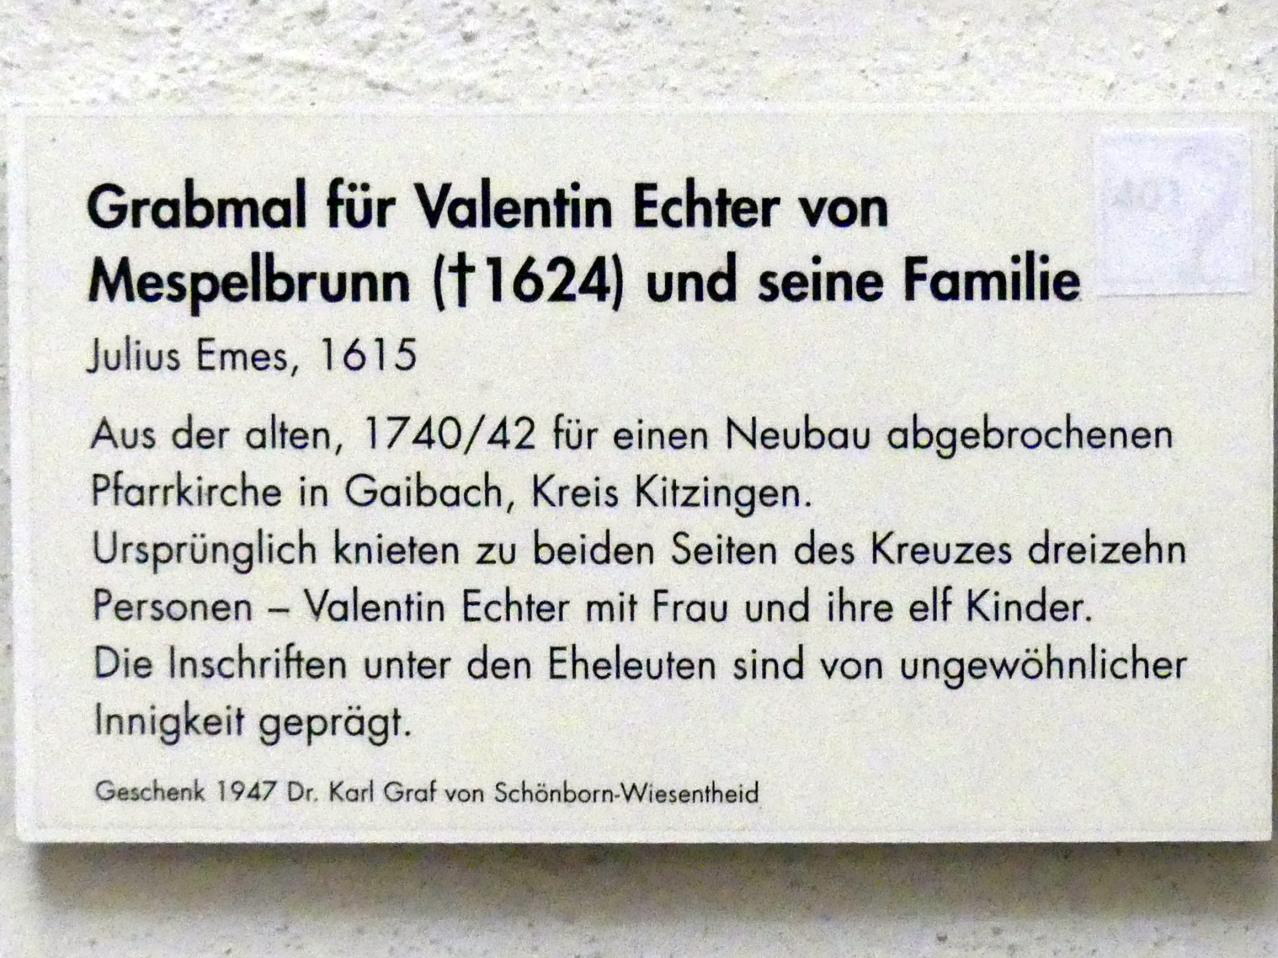 Grabmal für Valentin Echter von
Mespelbrunn (†1624) und seine Familie
Julius Emes, 1615
Aus der alten, 1740/42 für einen Neubau abgebrochenen
Pfarrkirche in Gaibach, Kreis Kitzingen.
Ursprünglich knieten zu beiden Seiten des Kreuzes dreizehn
Personen – Valentin Echter mit Frau und ihre elf Kinder.
Die Inschriften unter den Eheleuten sind von ungewöhnlicher
Innigkeit geprägt.
Geschenk 1947 Dr. Karl Graf von Schönborn-Wiesentheid